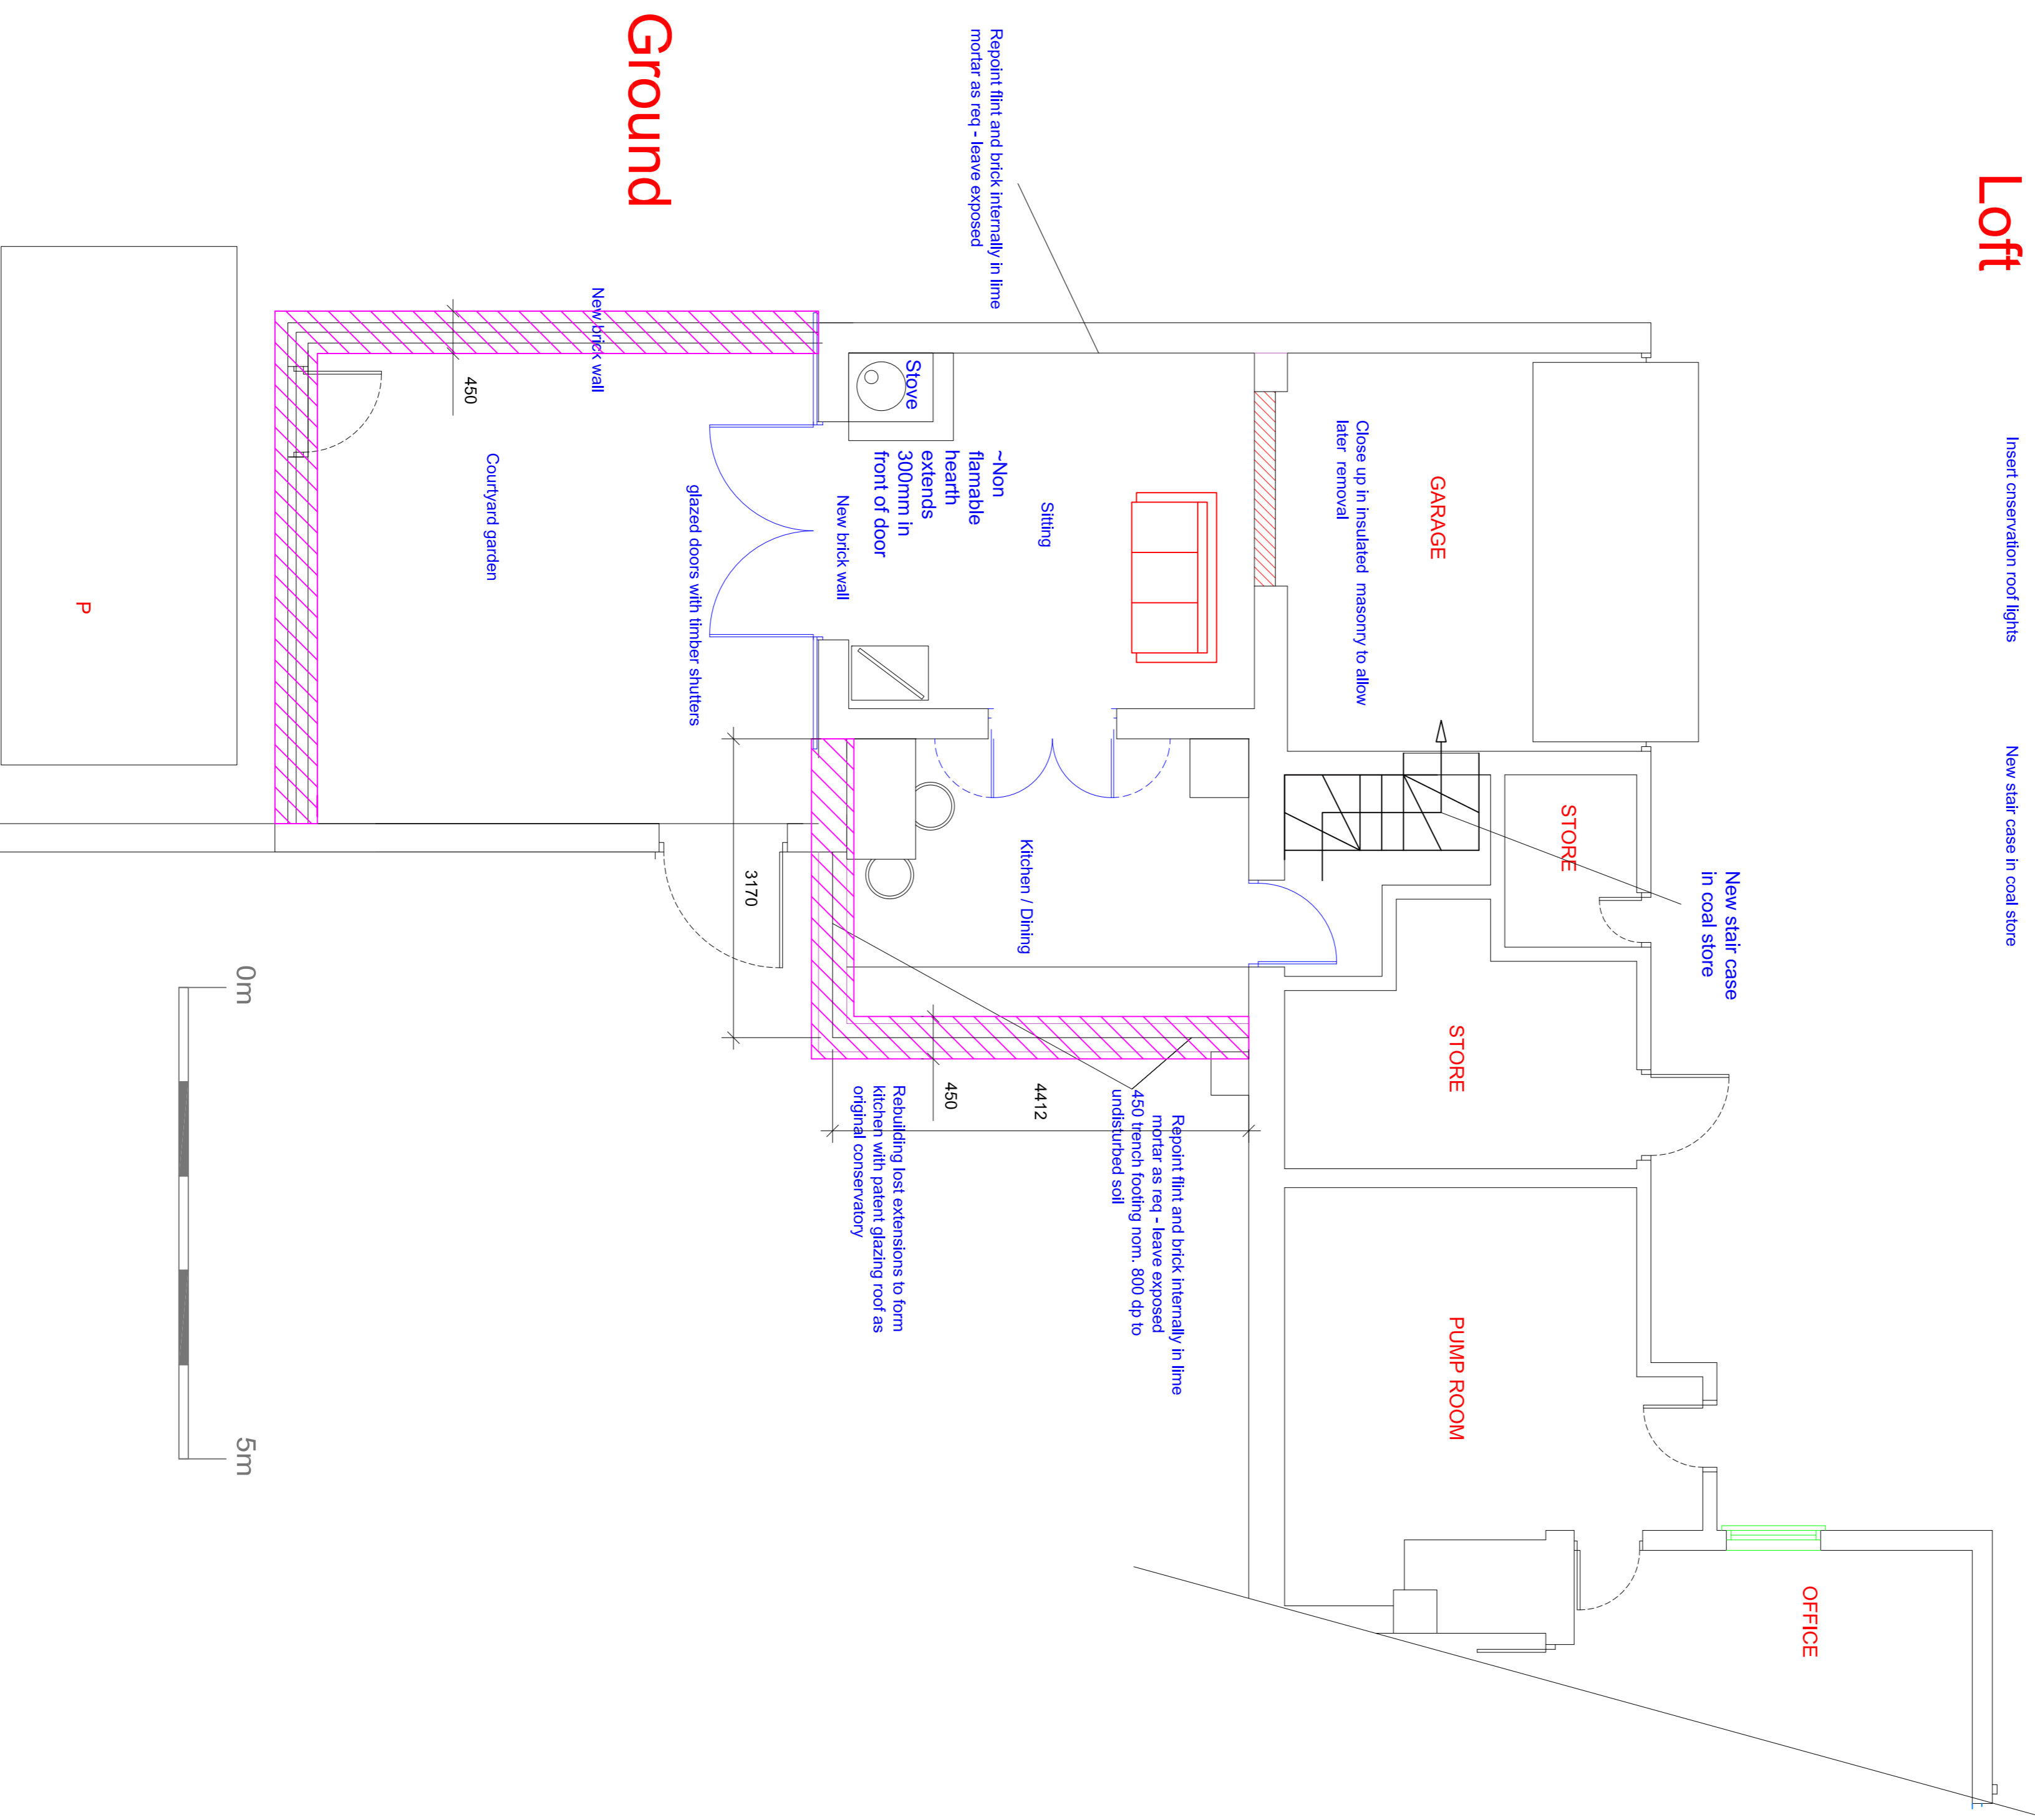 Loft
Insert cnservation roof lights
New stair case in coal store
New stair case
in coal store
OFFICE
STORE
GARAGE
STORE
PUMP ROOM
Close up in insulated  masonry to allow
later  removal
Repoint flint and brick internally in lime
mortar as req - leave exposed
Sitting
~Non
flamable
hearth
extends
300mm in
front of door
Stove
New brick wall
Kitchen / Dining
Repoint flint and brick internally in lime
mortar as req - leave exposed
450 trench footing nom. 800 dp to
undisturbed soil
4412
450
Rebuilding lost extensions to form
kitchen with patent glazing roof as
original conservatory
3170
glazed doors with timber shutters
Ground
New brick wall
Courtyard garden
450
0m
5m
P